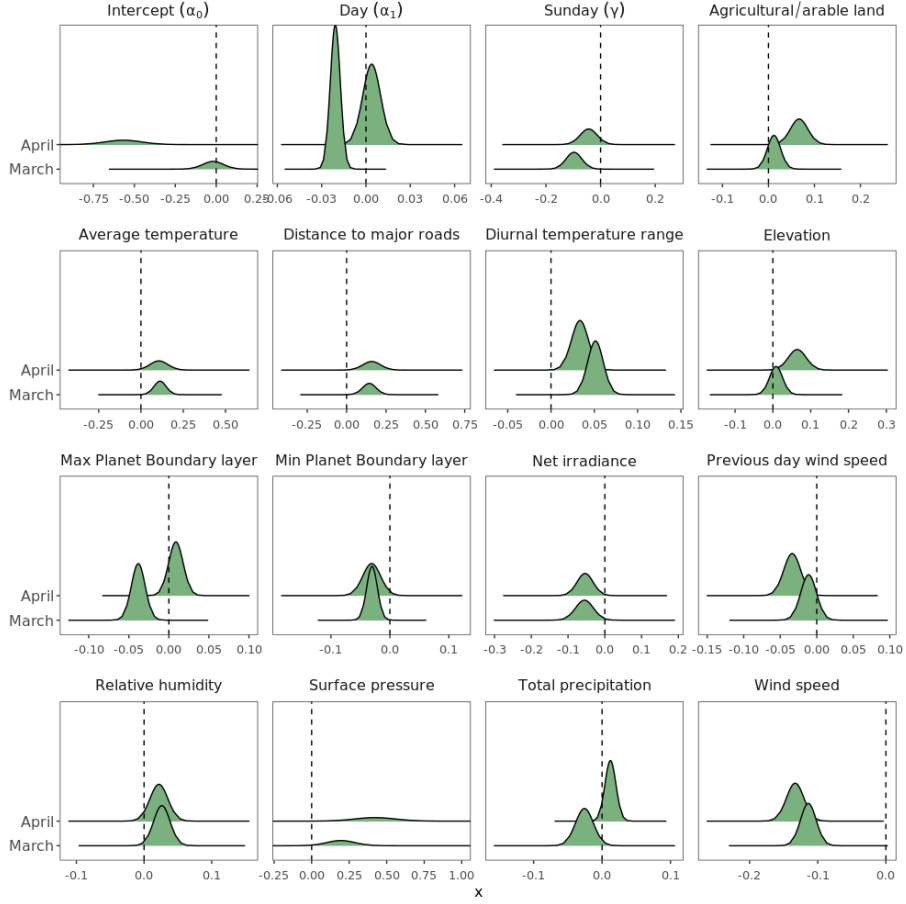 Intercept (α₀) Day (α₁) Sunday (γ) Agricultural/arable land
April
March
-0.75 -0.50 -0.25 0.00 0.25 -0.06 -0.03 0.00 0.03 0.06 -0.4 -0.2 0.0 0.2 -0.1 0.0 0.1 0.2
Average temperature Distance to major roads Diurnal temperature range Elevation
April
March
-0.25 0.00 0.25 0.50 -0.25 0.00 0.25 0.50 0.75 -0.05 0.00 0.05 0.10 0.15 -0.1 0.0 0.1 0.2 0.3
Max Planet Boundary layer Min Planet Boundary layer Net irradiance Previous day wind speed
April
March
-0.10 -0.05 0.00 0.05 0.10 -0.1 0.0 0.1 -0.3 -0.2 -0.1 0.0 0.1 0.2 -0.15 -0.10 -0.05 0.00 0.05 0.10
Relative humidity Surface pressure Total precipitation Wind speed
April
March
-0.1 0.0 0.1 -0.25 0.00 0.25 0.50 0.75 1.00 -0.1 0.0 0.1 -0.2 -0.1 0.0
x